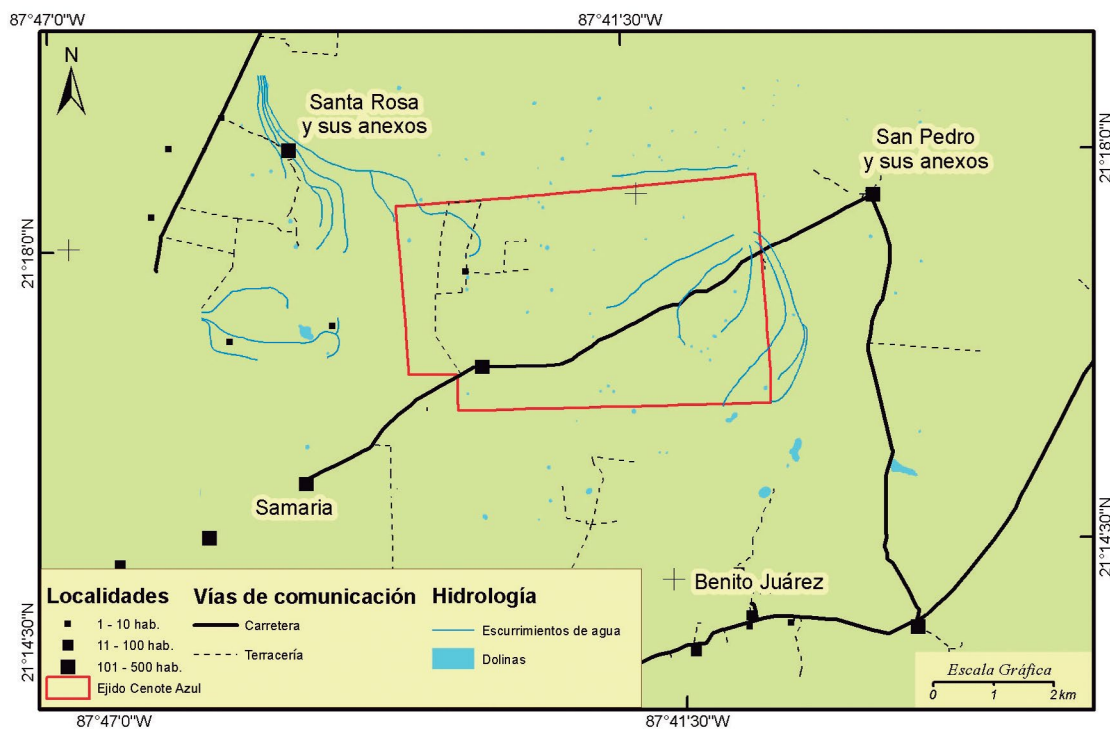 87°47'0"W
87°41'30"W
N
Santa Rosa
y sus anexos
San Pedro
y sus anexos
21°18'0"N
21°18'0"N
Samaria
Benito Juárez
21°14'30"N
21°14'30"N
Localidades
1 - 10 hab.
11 - 100 hab.
101 - 500 hab.
Ejido Cenote Azul
Vías de comunicación
Carretera
Terracería
Hidrología
Escurrimientos de agua
Dolinas
Escala Gráfica
0 1 2 km
87°47'0"W
87°41'30"W